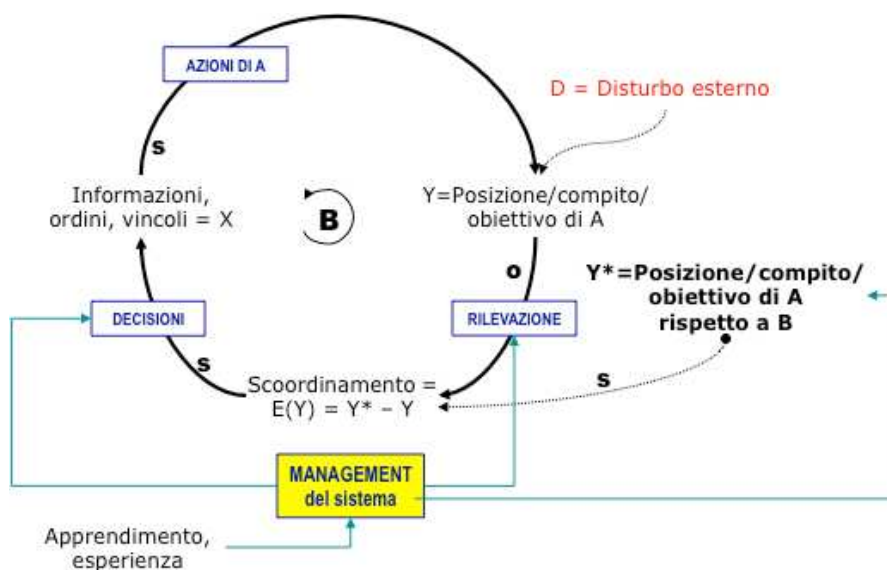 AZIONI DI A
D = Disturbo esterno
s
Informazioni,
ordini, vincoli = X
B
Y=Posizione/compito/
obiettivo di A
o
Y*=Posizione/compito/
obiettivo di A
rispetto a B
DECISIONI
RILEVAZIONE
s
Scoordinamento =
E(Y) = Y* – Y
s
MANAGEMENT
del sistema
Apprendimento,
esperienza